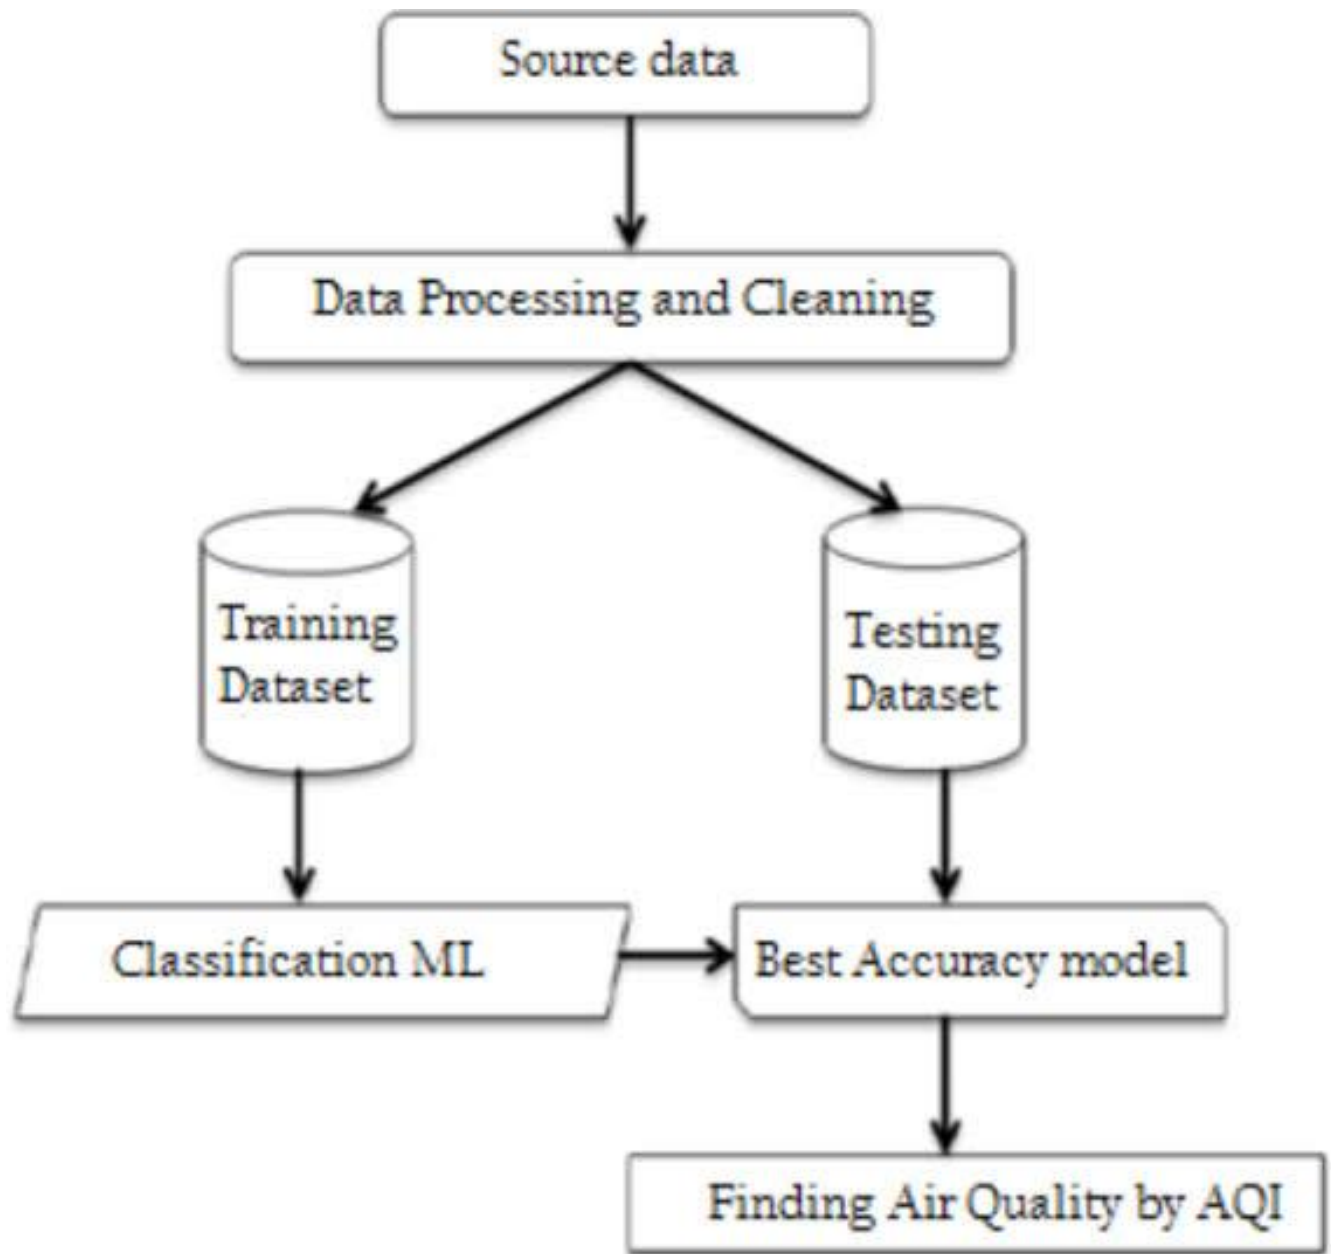 Source data
Data Processing and Cleaning
Training
Dataset
Testing
Dataset
Classification ML
Best Accuracy model
Finding Air Quality by AQI